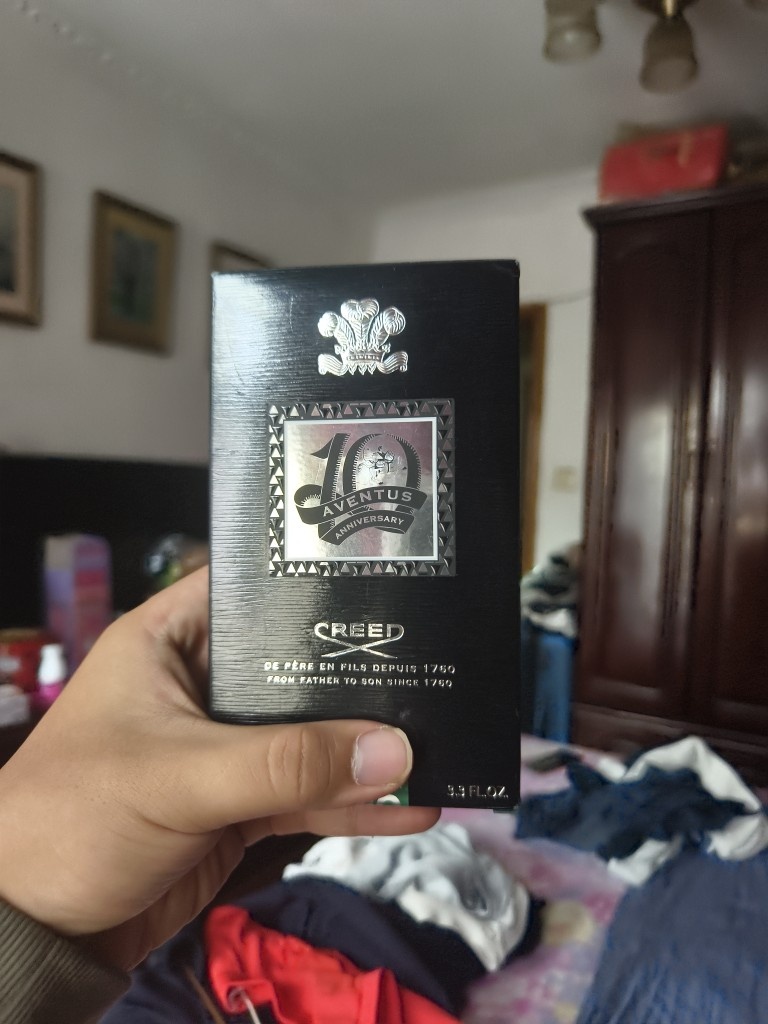 10
AVENTUS
ANNIVERSARY
CREED
DE PÈRE EN FILS DEPUIS 1760
FROM FATHER TO SON SINCE 1760
3.3 FL.OZ.